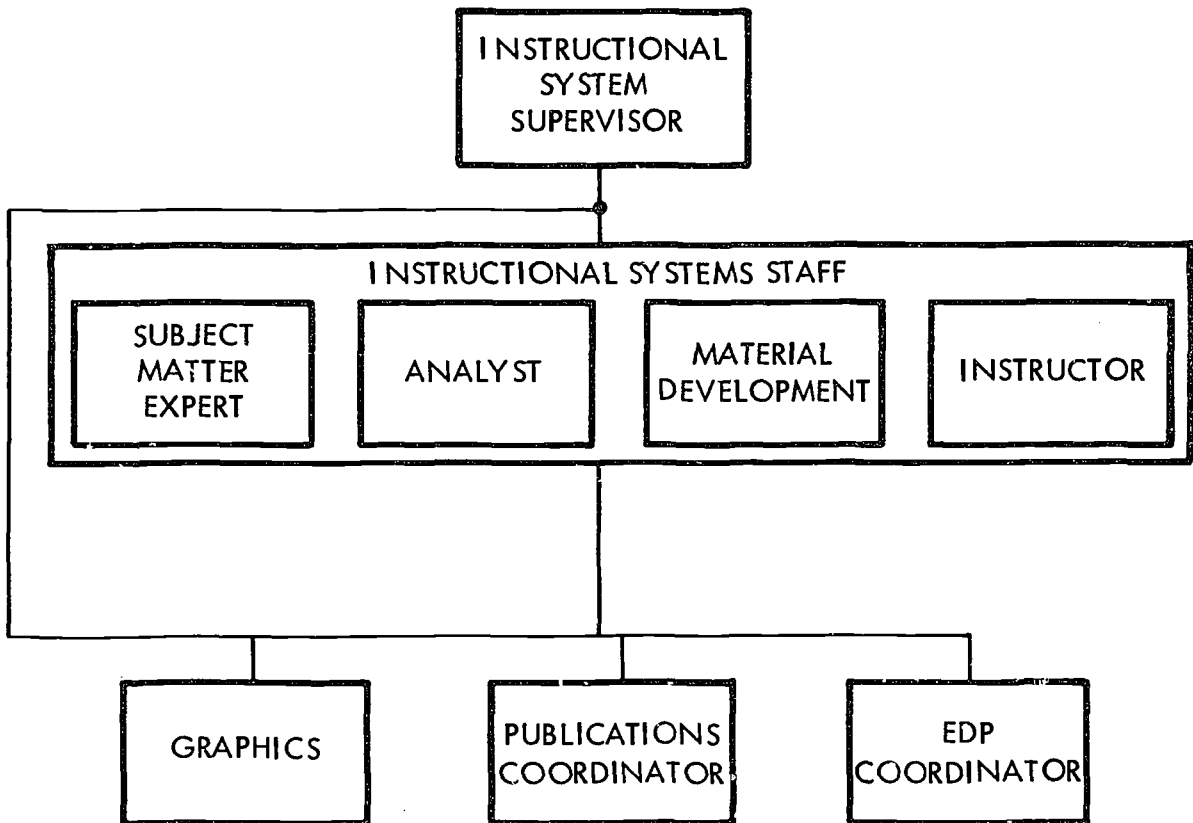 INSTRUCTIONAL
SYSTEM
SUPERVISOR
INSTRUCTIONAL SYSTEMS STAFF
SUBJECT
MATTER
EXPERT
ANALYST
MATERIAL
DEVELOPMENT
INSTRUCTOR
GRAPHICS
PUBLICATIONS
COORDINATOR
EDP
COORDINATOR